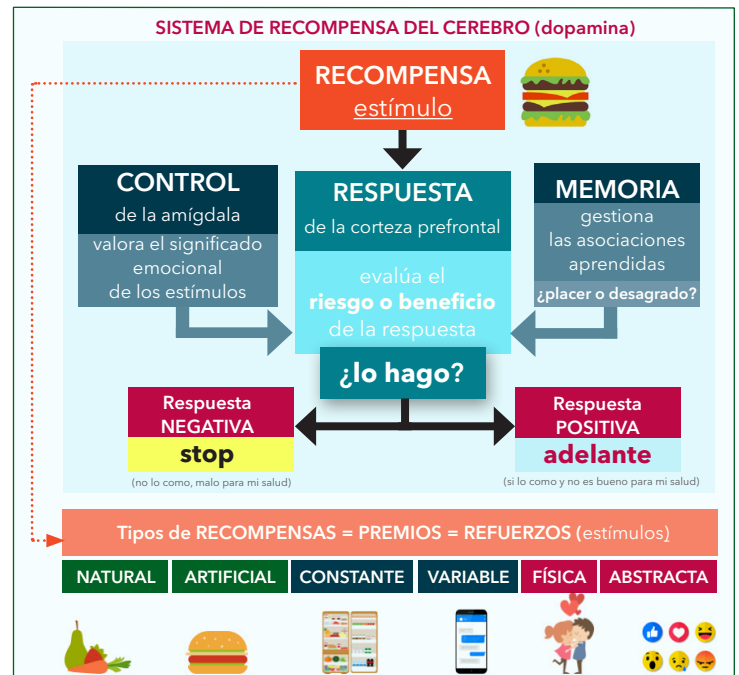 SISTEMA DE RECOMPENSA DEL CEREBRO (dopamina)
RECOMPENSA
estímulo
CONTROL
de la amígdala
valora el significado
emocional
de los estímulos
RESPUESTA
de la corteza prefrontal
evalúa el
riesgo o beneficio
de la respuesta
MEMORIA
gestiona
las asociaciones
aprendidas
¿placer o desagrado?
¿lo hago?
Respuesta
NEGATIVA
stop
(no lo como, malo para mi salud)
Respuesta
POSITIVA
adelante
(si lo como y no es bueno para mi salud)
Tipos de RECOMPENSAS = PREMIOS = REFUERZOS (estímulos)
NATURAL
ARTIFICIAL
CONSTANTE
VARIABLE
FÍSICA
ABSTRACTA